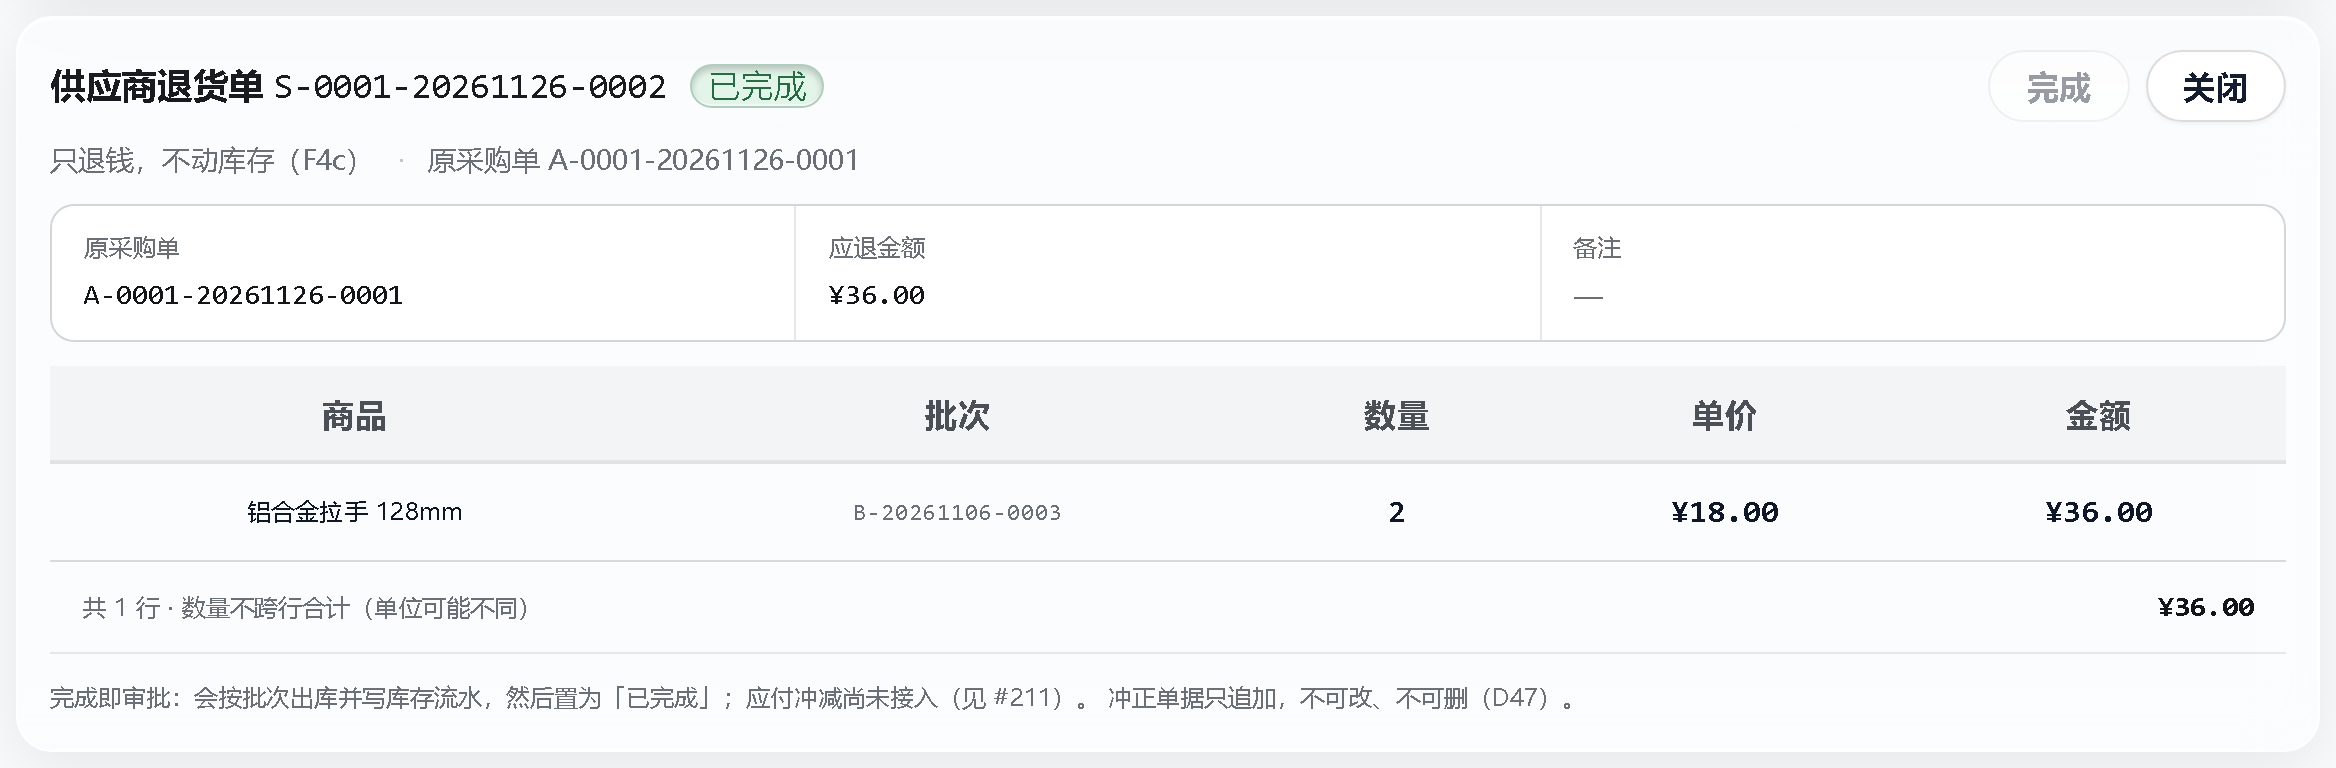 供应商退货单 S-0001-20261126-0002 已完成 完成 关闭
只退钱，不动库存（F4c） · 原采购单 A-0001-20261126-0001
原采购单 应退金额 备注
A-0001-20261126-0001 ¥36.00 —
商品 批次 数量 单价 金额
铝合金拉手 128mm B-20261106-0003 2 ¥18.00 ¥36.00
共 1 行 · 数量不跨行合计（单位可能不同） ¥36.00
完成即审批：会按批次出库并写库存流水，然后置为「已完成」；应付冲减尚未接入（见 #211）。 冲正单据只追加，不可改、不可删（D47）。